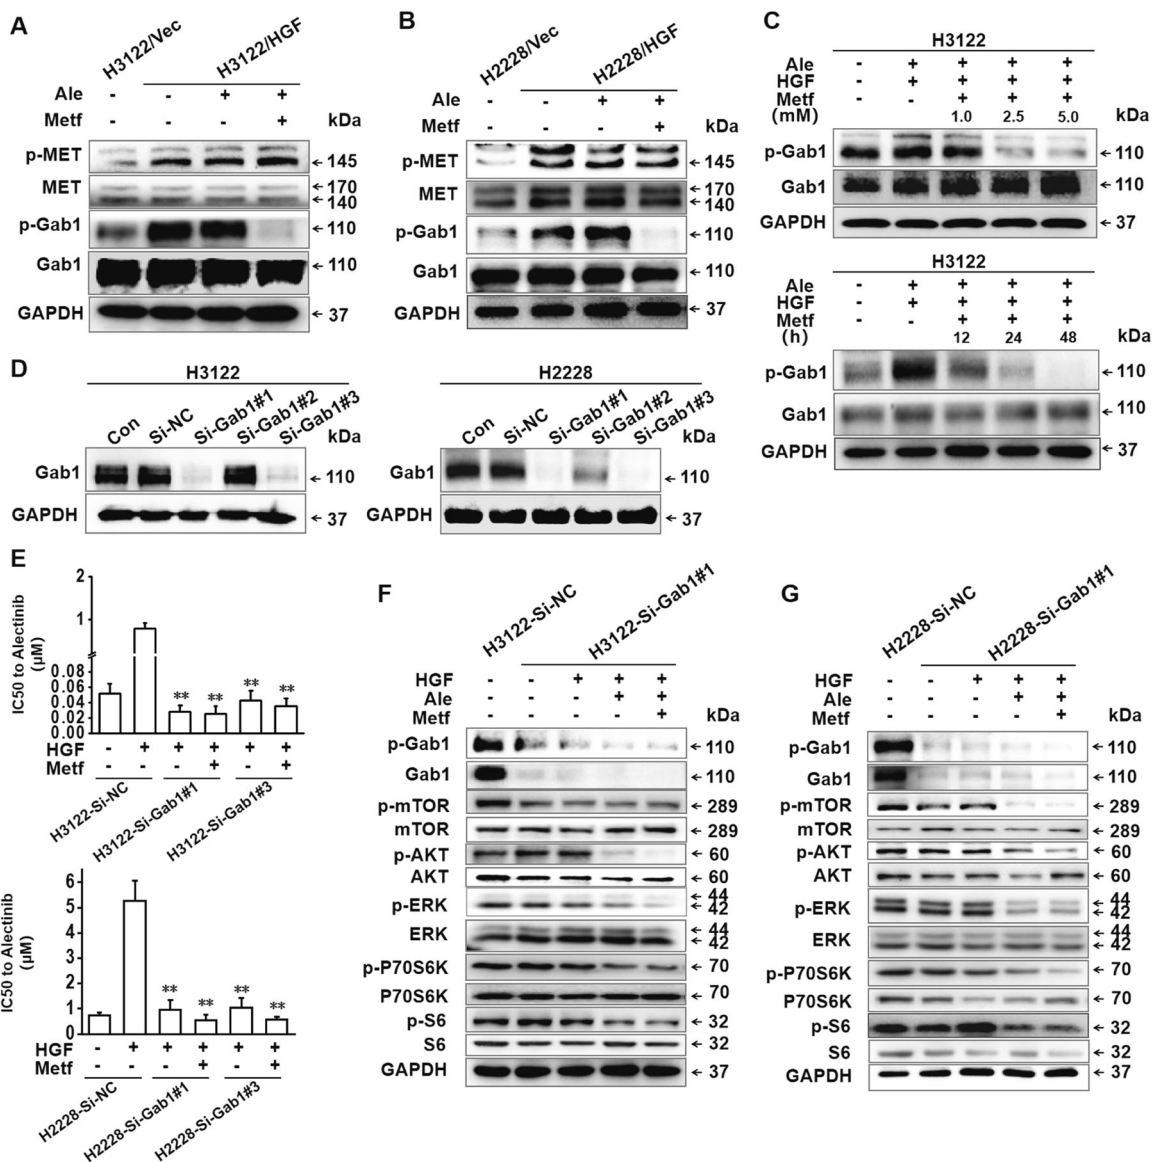 A
H3122/Vec
H3122/HGF
Ale - - + +
Metf - - - +
kDa
p-MET ← 145
MET ← 170
← 140
p-Gab1 ← 110
Gab1 ← 110
GAPDH ← 37
B
H2228/Vec
H2228/HGF
Ale - - + +
Metf - - - +
kDa
p-MET ← 145
MET ← 170
← 140
p-Gab1 ← 110
Gab1 ← 110
GAPDH ← 37
C
H3122
Ale - + + + +
HGF - + + + +
Metf - - + + +
(mM) 1.0 2.5 5.0
kDa
p-Gab1 ← 110
Gab1 ← 110
GAPDH ← 37
H3122
Ale - + + + +
HGF - + + + +
Metf - - + + +
(h) 12 24 48
kDa
p-Gab1 ← 110
Gab1 ← 110
GAPDH ← 37
D
H3122
Con Si-NC Si-Gab1#1 Si-Gab1#2 Si-Gab1#3
kDa
Gab1 ← 110
GAPDH ← 37
H2228
Con Si-NC Si-Gab1#1 Si-Gab1#2 Si-Gab1#3
kDa
Gab1 ← 110
GAPDH ← 37
E
IC50 to Alectinib
(μM)
2
1
0.08
0.06
0.04
0.02
0.00
** ** ** **
HGF - + + + + +
Metf - - - + - +
H3122-Si-NC
H3122-Si-Gab1#1
H3122-Si-Gab1#3
IC50 to Alectinib
(μM)
6
5
4
3
2
1
0
** ** ** **
HGF - + + + + +
Metf - - - + - +
H2228-Si-NC
H2228-Si-Gab1#1
H2228-Si-Gab1#3
F
H3122-Si-NC
H3122-Si-Gab1#1
HGF - - + + +
Ale - - - + +
Metf - - - - +
kDa
p-Gab1 ← 110
Gab1 ← 110
p-mTOR ← 289
mTOR ← 289
p-AKT ← 60
AKT ← 60
p-ERK ← 44
← 42
ERK ← 44
← 42
p-P70S6K ← 70
P70S6K ← 70
p-S6 ← 32
S6 ← 32
GAPDH ← 37
G
H2228-Si-NC
H2228-Si-Gab1#1
HGF - - + + +
Ale - - - + +
Metf - - - - +
kDa
p-Gab1 ← 110
Gab1 ← 110
p-mTOR ← 289
mTOR ← 289
p-AKT ← 60
AKT ← 60
p-ERK ← 44
← 42
ERK ← 44
← 42
p-P70S6K ← 70
P70S6K ← 70
p-S6 ← 32
S6 ← 32
GAPDH ← 37